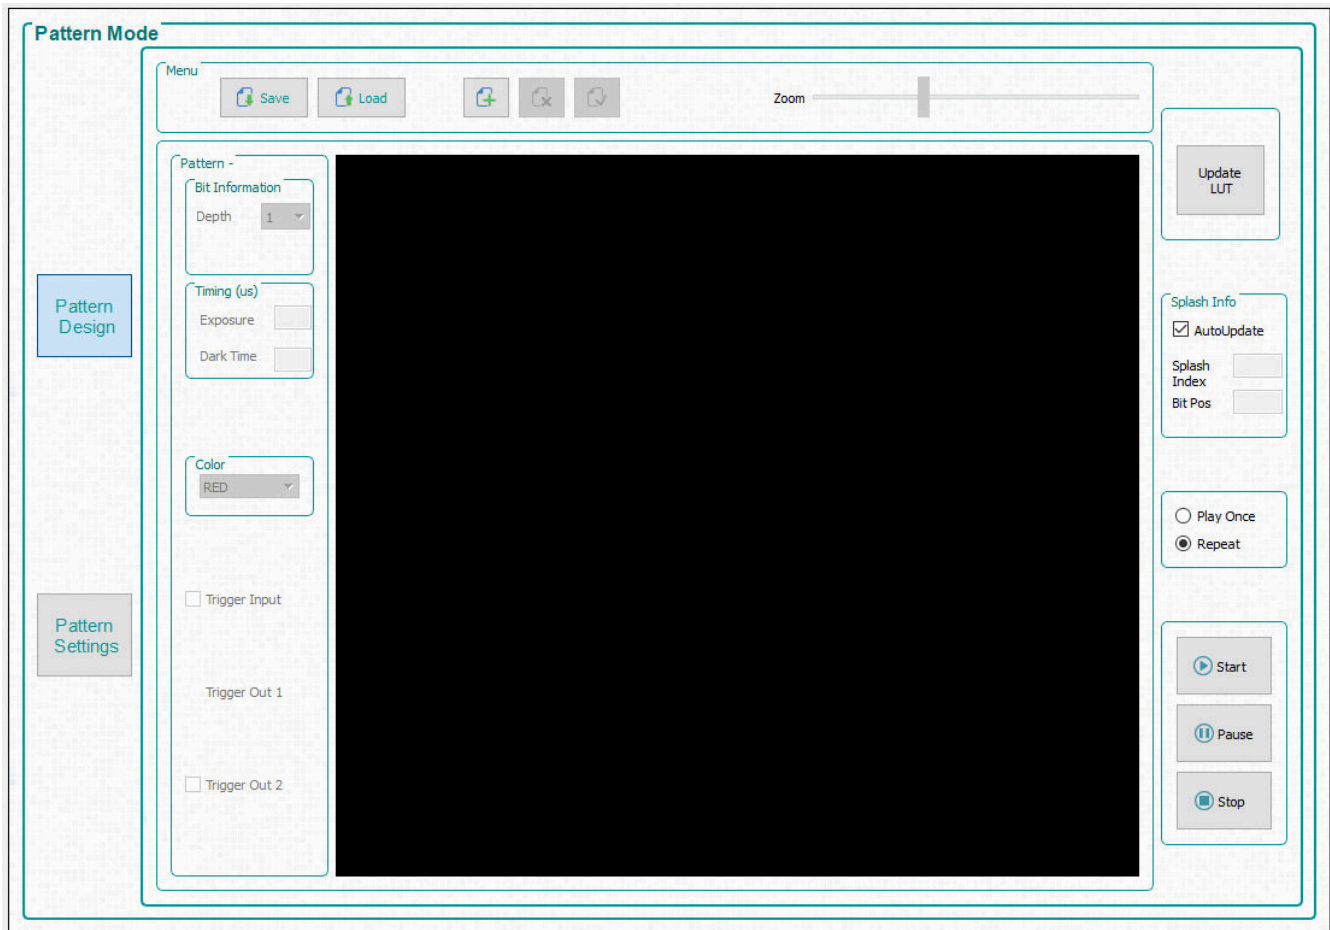 Pattern Mode
Menu
Save
Load
Zoom
Pattern -
Bit Information
Depth
1
Timing (us)
Exposure
Dark Time
Color
RED
Trigger Input
Trigger Out 1
Trigger Out 2
Pattern
Design
Pattern
Settings
Update
LUT
Splash Info
AutoUpdate
Splash
Index
Bit Pos
Play Once
Repeat
Start
Pause
Stop